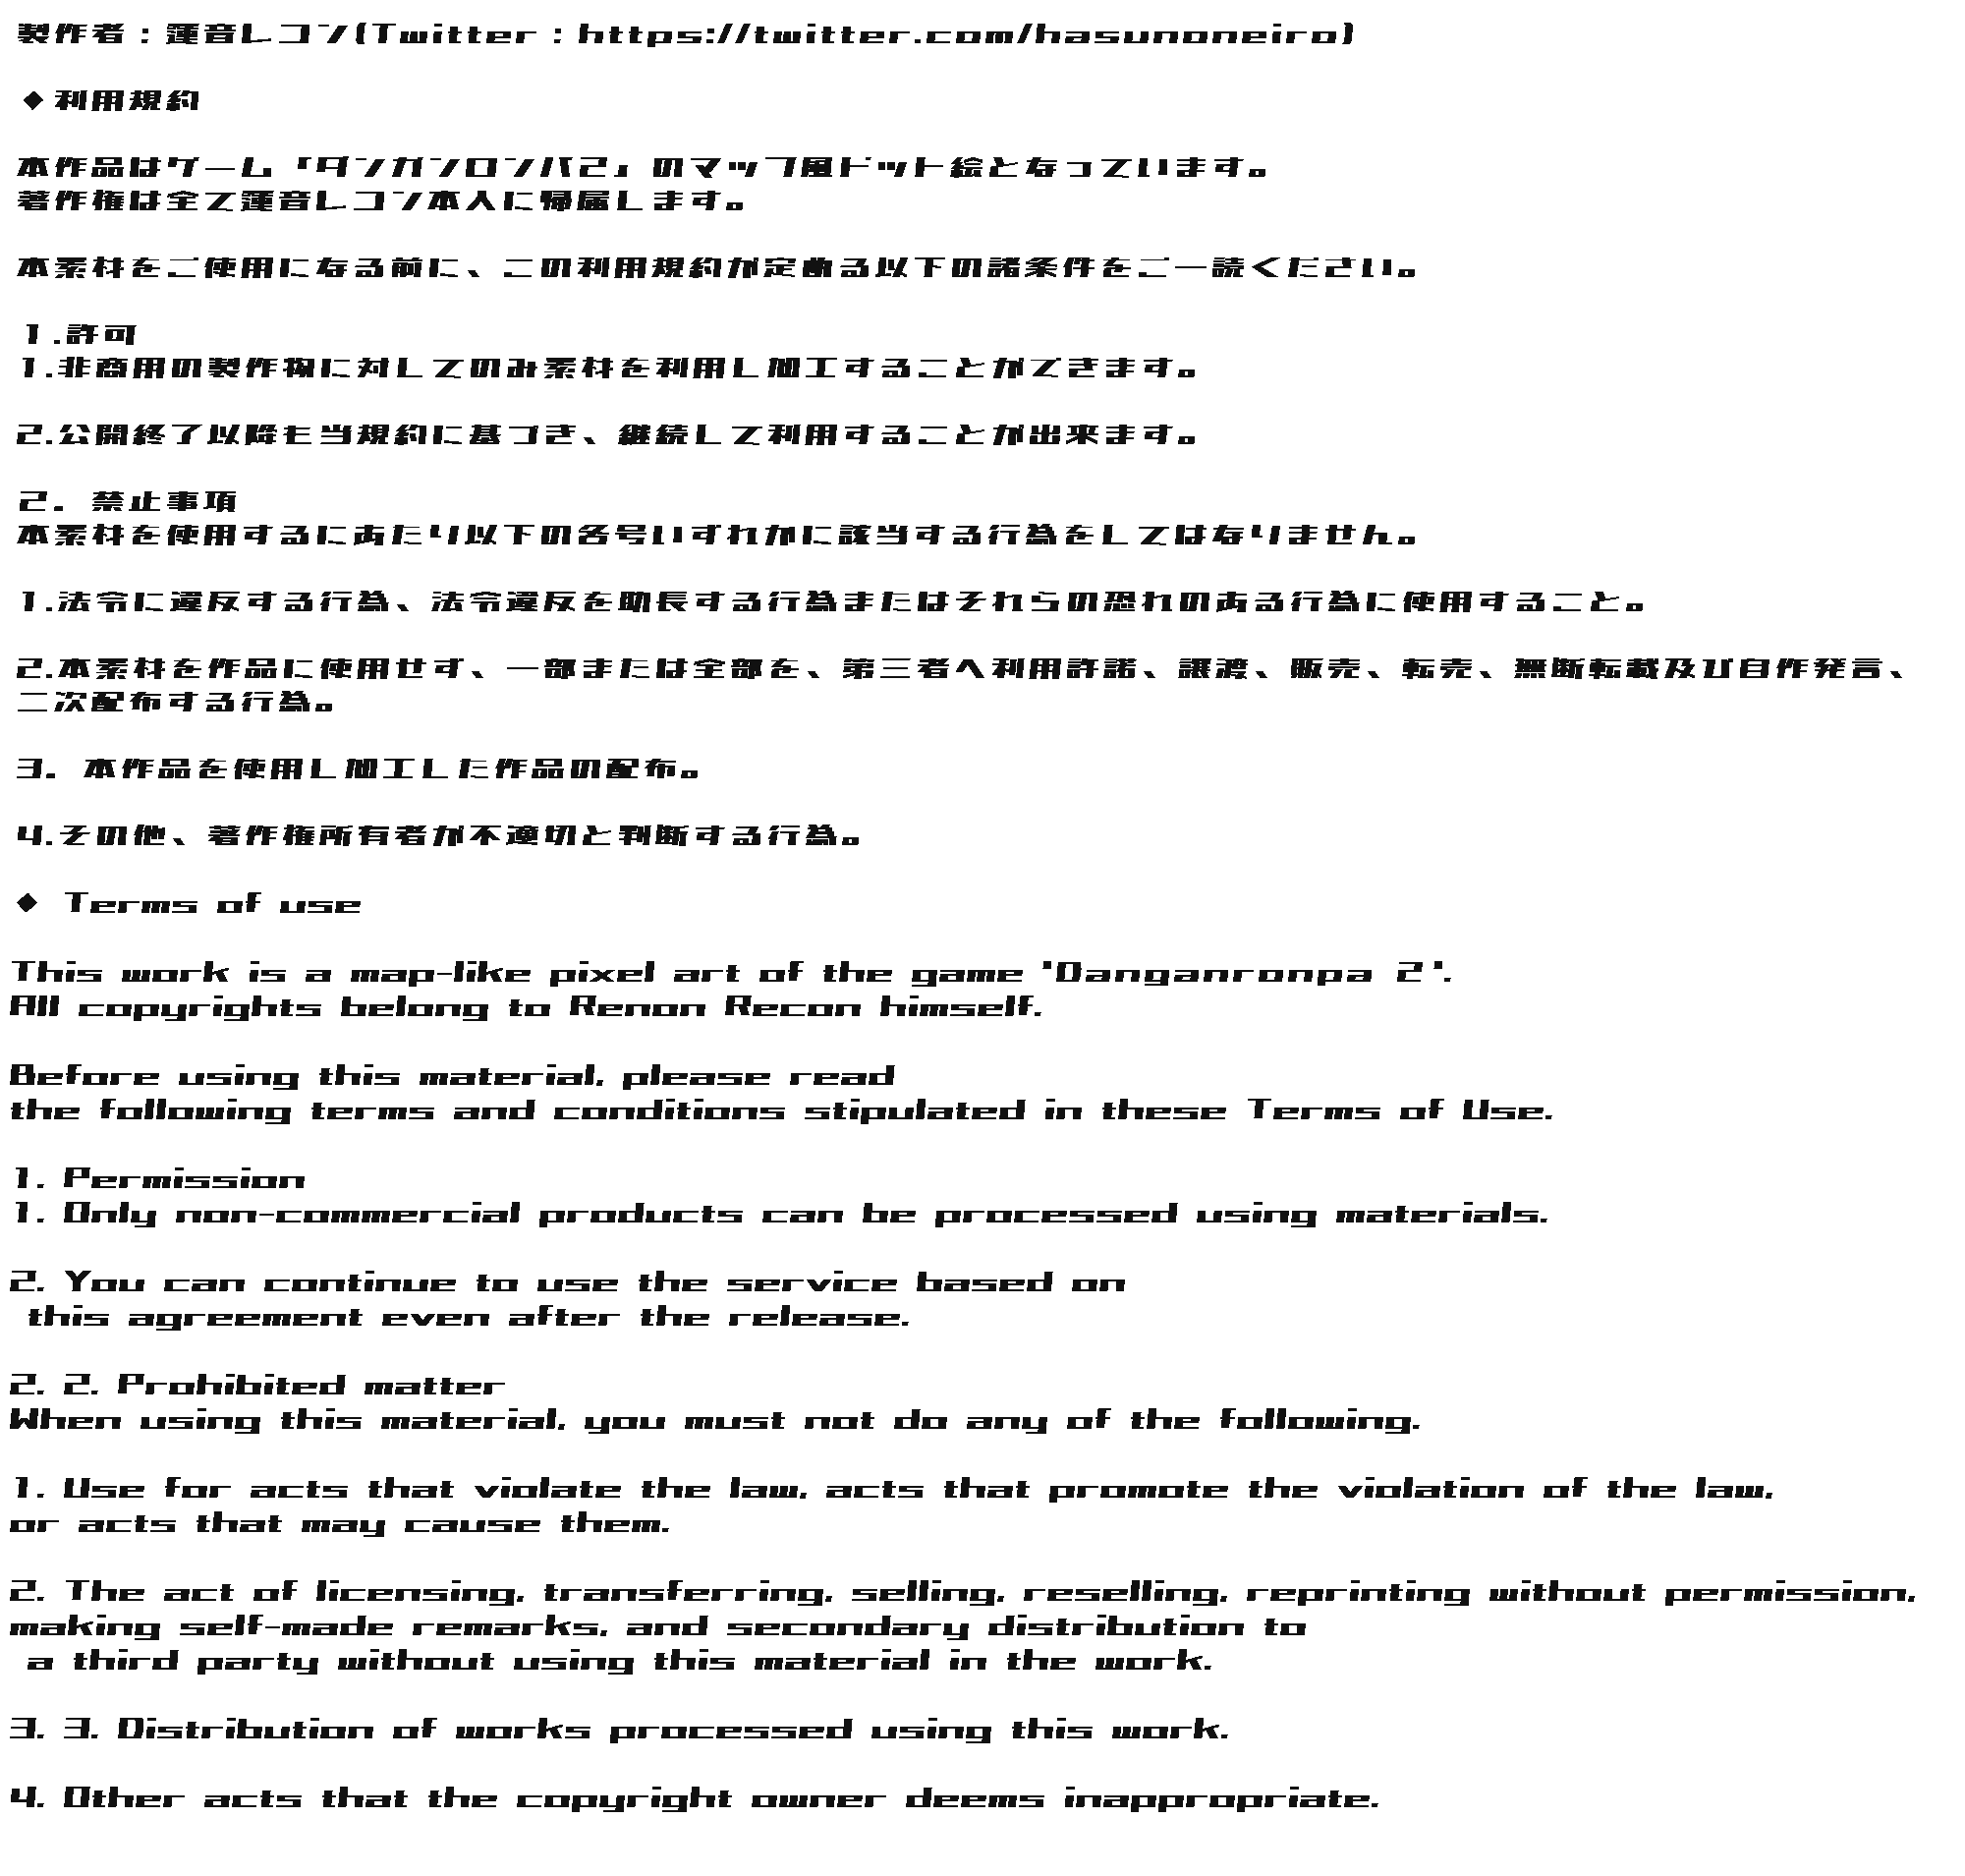 製作者：蓮音レコン(Twitter：https://twitter.com/hasunoneiro)
◆利用規約
本作品はゲーム「ダンガンロンパ2」のマップ風ドット絵となっています。
著作権は全て蓮音レコン本人に帰属します。
本素材をご使用になる前に、この利用規約が定める以下の諸条件をご一読ください。
1.許可
1.非商用の製作物に対してのみ素材を利用し加工することができます。
2.公開終了以降も当規約に基づき、継続して利用することが出来ます。
2. 禁止事項
本素材を使用するにあたり以下の各号いずれかに該当する行為をしてはなりません。
1.法令に違反する行為、法令違反を助長する行為またはそれらの恐れのある行為に使用すること。
2.本素材を作品に使用せず、一部または全部を、第三者へ利用許諾、譲渡、販売、転売、無断転載及び自作発言、
二次配布する行為。
3. 本作品を使用し加工した作品の配布。
4.その他、著作権所有者が不適切と判断する行為。
◆ Terms of use
This work is a map-like pixel art of the game "Danganronpa 2".
All copyrights belong to Renon Recon himself.
Before using this material, please read
the following terms and conditions stipulated in these Terms of Use.
1. Permission
1. Only non-commercial products can be processed using materials.
2. You can continue to use the service based on
this agreement even after the release.
2. 2. Prohibited matter
When using this material, you must not do any of the following.
1. Use for acts that violate the law, acts that promote the violation of the law,
or acts that may cause them.
2. The act of licensing, transferring, selling, reselling, reprinting without permission,
making self-made remarks, and secondary distribution to
a third party without using this material in the work.
3. 3. Distribution of works processed using this work.
4. Other acts that the copyright owner deems inappropriate.